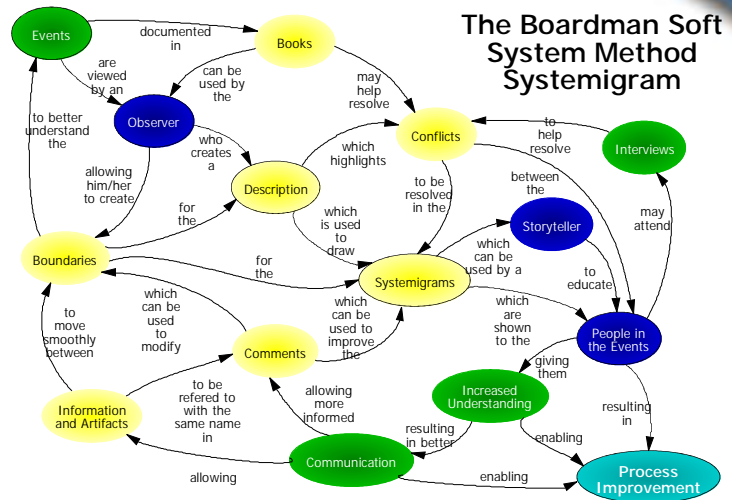 The Boardman Soft
System Method
Systemigram
Events
documented
in
Books
are
viewed
by an
can be
used by the
may
help
resolve
to better
understand
the
Observer
who
creates
a
Conflicts
to
help
resolve
Interviews
which
highlights
allowing
him/her
to create
for
the
Description
to be
resolved
in the
between
the
may
attend
which
is used
to
draw
Storyteller
Boundaries
for
the
Systemigrams
which
can be
used by a
to
educate
to
move
smoothly
between
which
can be
used
to
modify
which
can be
used to
improve
the
which
are
shown
to the
People in
the Events
Comments
giving
them
Information
and Artifacts
to be
refered to
with the
same name
in
allowing
more
informed
Increased
Understanding
resulting
in
resulting
in better
enabling
allowing
Communication
enabling
Process
Improvement